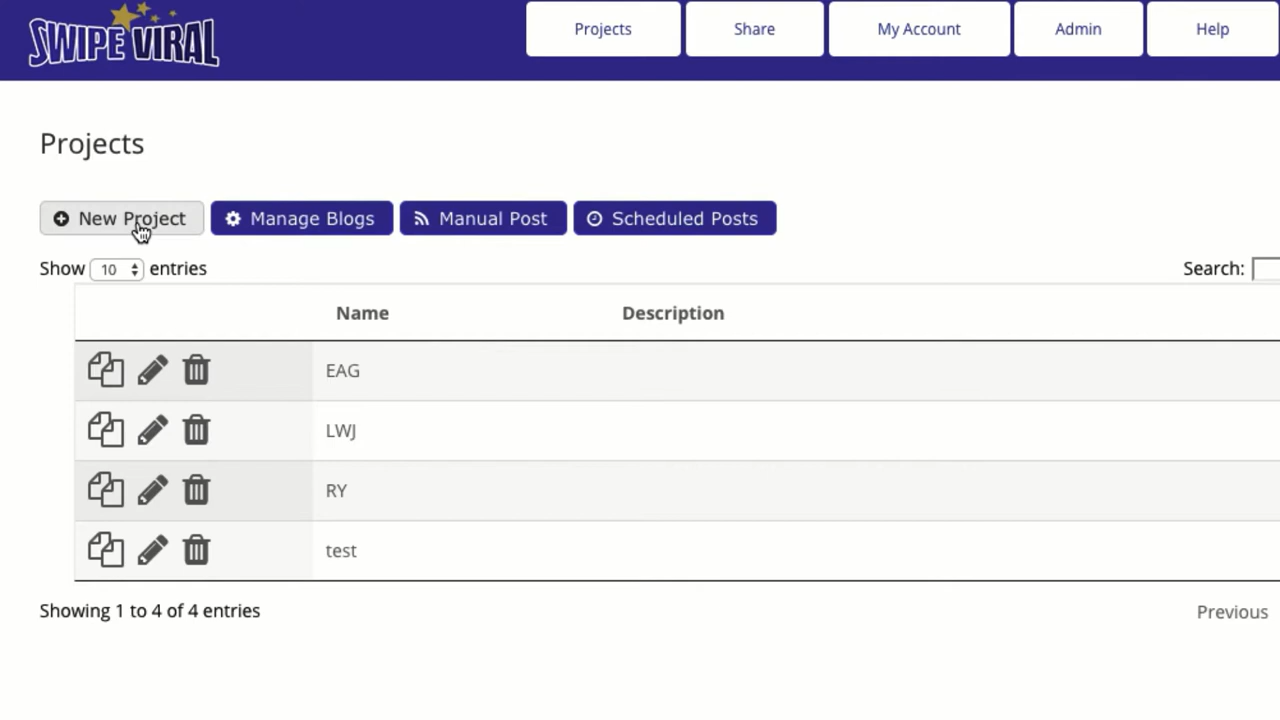 SWIPE VIRAL
Projects Share My Account Admin Help
Projects
New Project Manage Blogs Manual Post Scheduled Posts
Show 10 entries Search:
Name Description
EAG
LWJ
RY
test
Showing 1 to 4 of 4 entries Previous